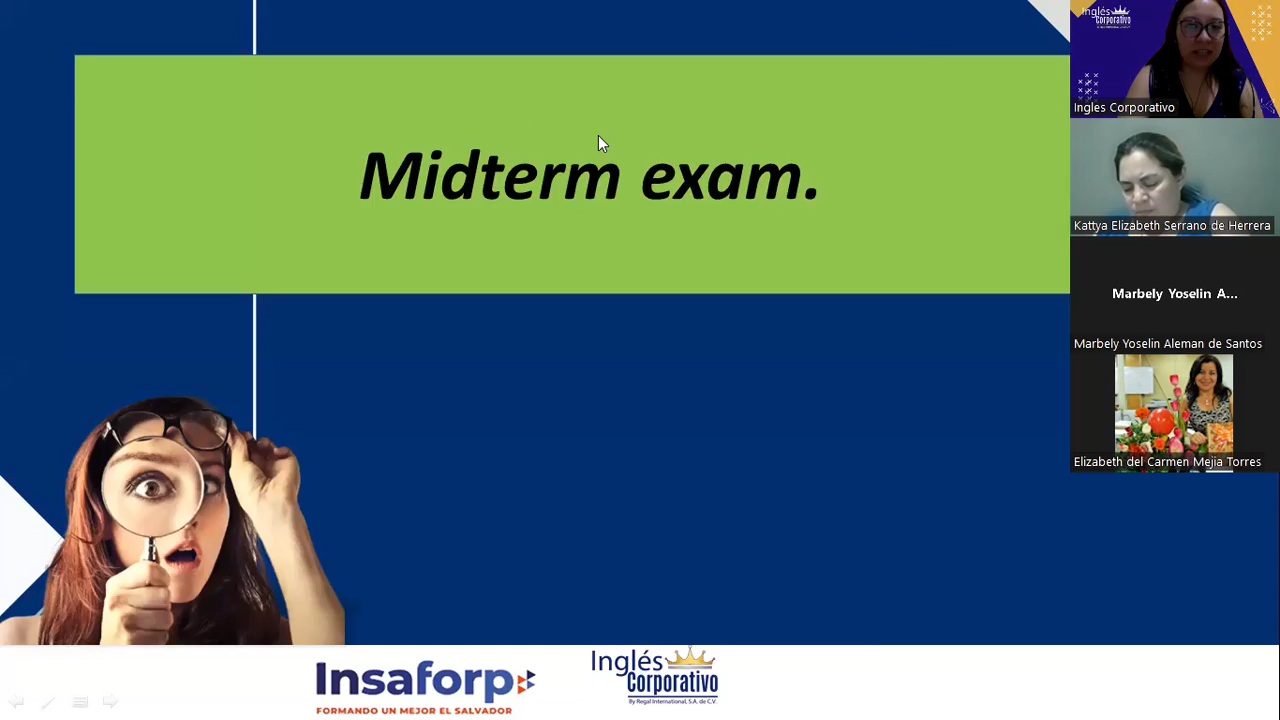 Midterm exam.
Insaforp
FORMANDO UN MEJOR EL SALVADOR
Inglés
Corporativo
By Regal International, S.A. de C.V.
Inglés
Corporativo
Ingles Corporativo
Kattya Elizabeth Serrano de Herrera
Marbely Yoselin A...
Marbely Yoselin Aleman de Santos
Elizabeth del Carmen Mejia Torres